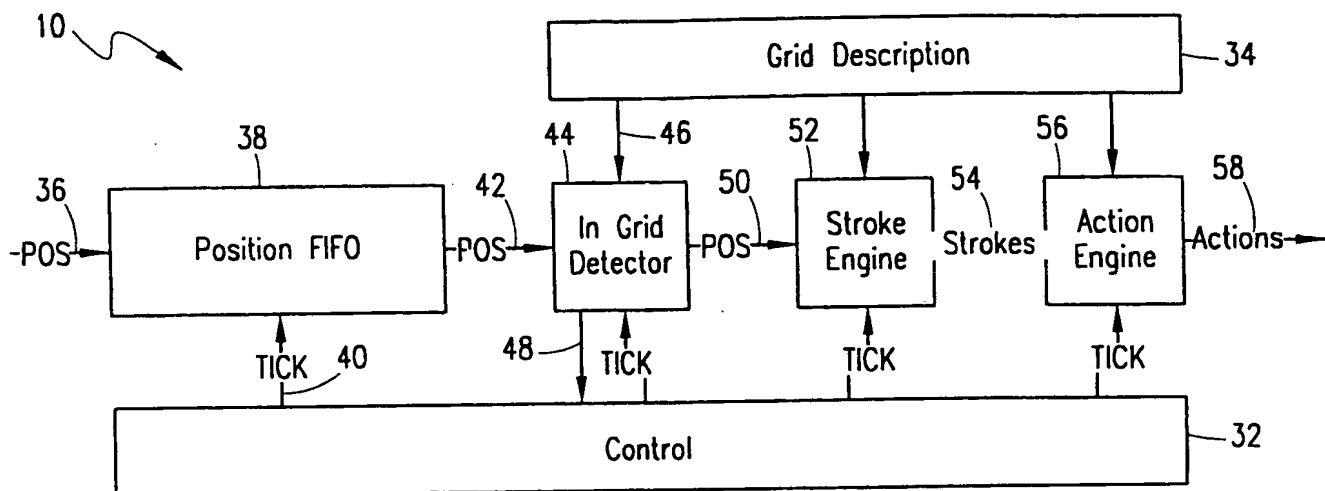 10
Grid Description
34
38
44
46
52
56
36
42
50
54
58
POS
Position FIFO
POS
In Grid
Detector
POS
Stroke
Engine
Strokes
Action
Engine
Actions
TICK
40
48
TICK
TICK
TICK
Control
32